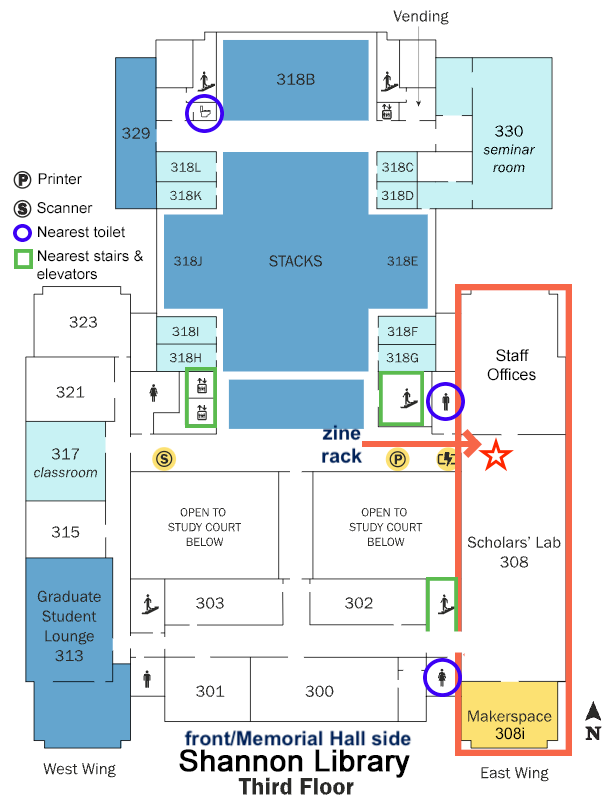 Vending
318B
329
330
seminar
room
318L
318C
318K
318D
P Printer
S Scanner
Nearest toilet
Nearest stairs &
elevators
318J
STACKS
318E
323
318I
318F
318H
318G
Staff
Offices
321
zine
rack
317
classroom
S
P
OPEN TO
STUDY COURT
BELOW
OPEN TO
STUDY COURT
BELOW
315
Scholars' Lab
308
Graduate
Student
Lounge
313
303
302
301
300
Makerspace
308i
front/Memorial Hall side
Shannon Library
Third Floor
West Wing
East Wing
N